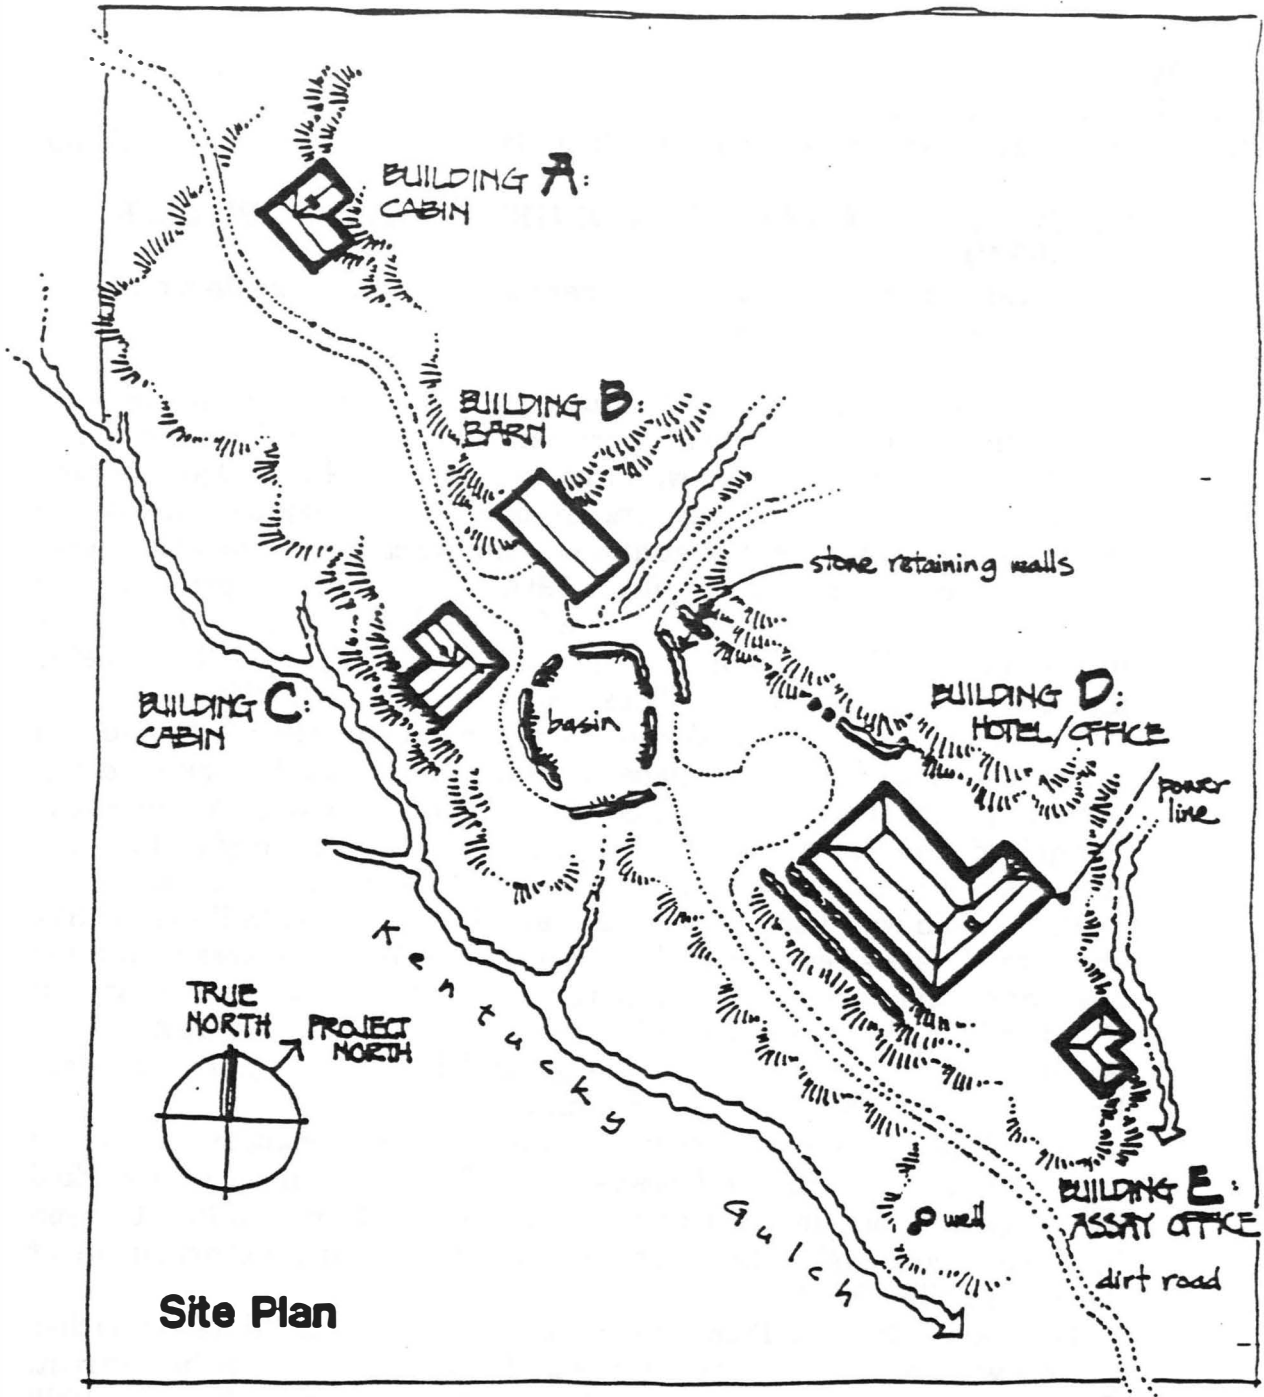 BUILDING A:
CABIN
BUILDING B:
BARN
stone retaining walls
BUILDING C:
CABIN
basin
BUILDING D:
HOTEL/OFFICE
power
line
Kentucky
Gulch
TRUE
NORTH
PROJECT
NORTH
BUILDING E:
ASSAY OFFICE
well
dirt road
Site Plan